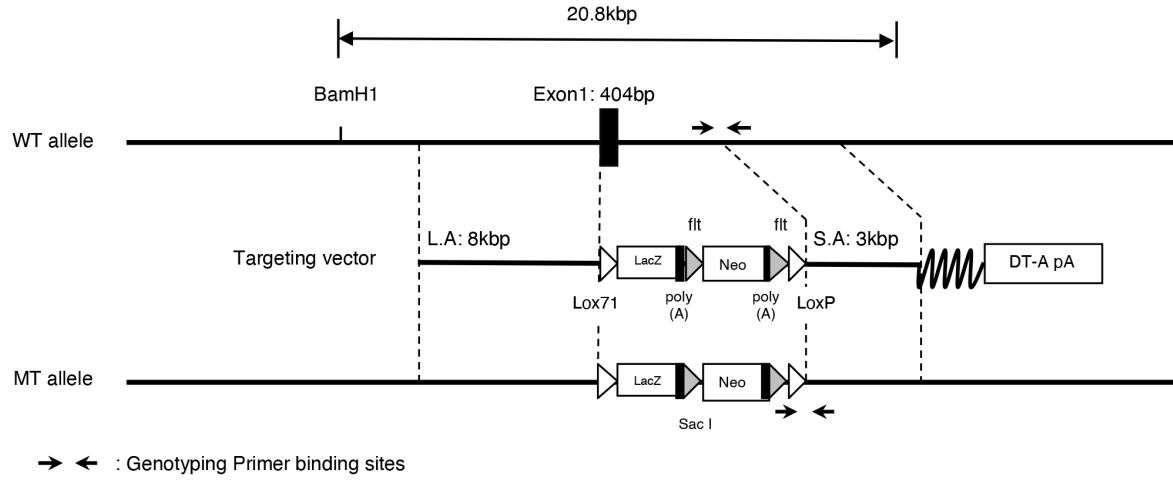 20.8kbp
BamH1
Exon1: 404bp
WT allele
flt
flt
L.A: 8kbp
S.A: 3kbp
Targeting vector
LacZ
Neo
DT-A pA
Lox71
poly
(A)
poly
(A)
LoxP
MT allele
LacZ
Neo
Sac I
: Genotyping Primer binding sites